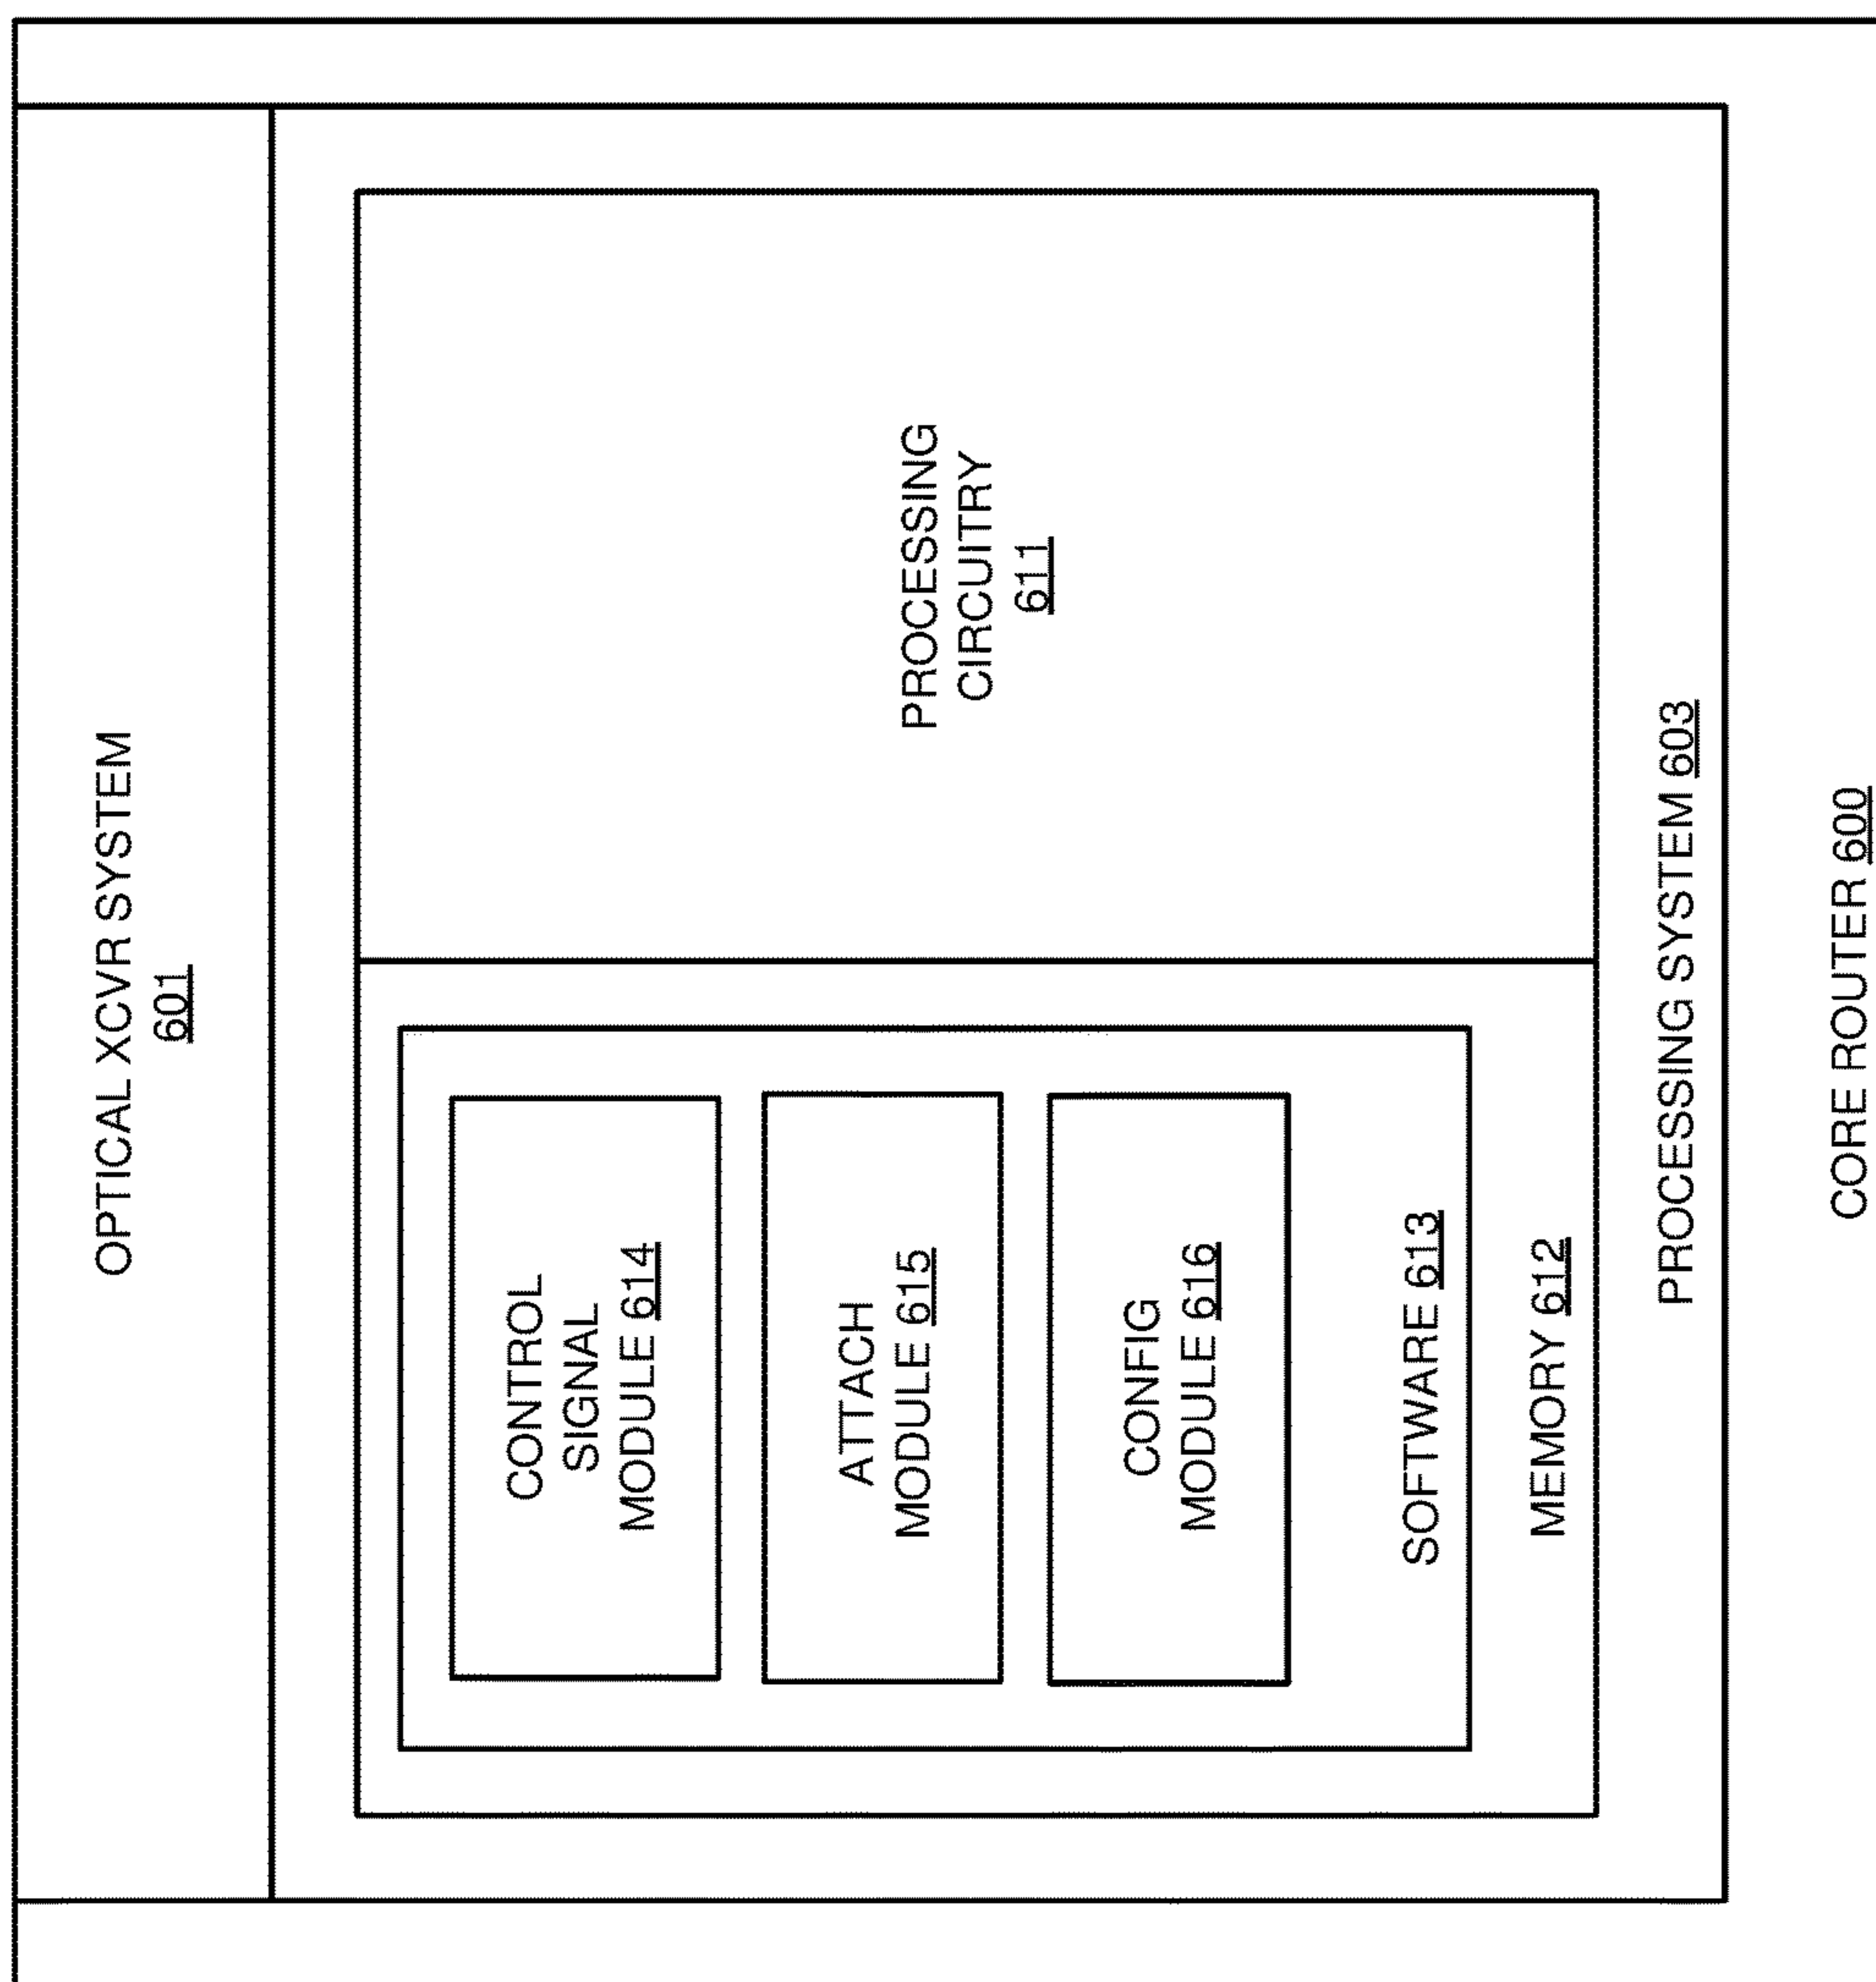 OPTICAL XCVR SYSTEM
601
CONTROL
SIGNAL
MODULE 614
ATTACH
MODULE 615
CONFIG
MODULE 616
SOFTWARE 613
MEMORY 612
PROCESSING
CIRCUITRY
611
PROCESSING SYSTEM 603
CORE ROUTER 600